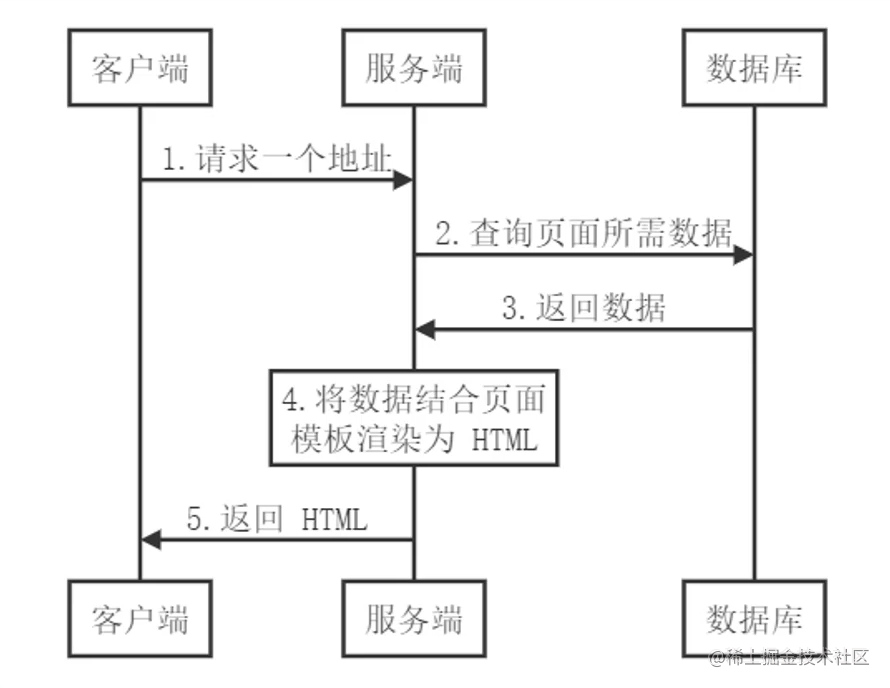 客户端
服务端
数据库
1.请求一个地址
2.查询页面所需数据
3.返回数据
4.将数据结合页面
模板渲染为 HTML
5.返回 HTML
客户端
服务端
数据库
@稀土掘金技术社区